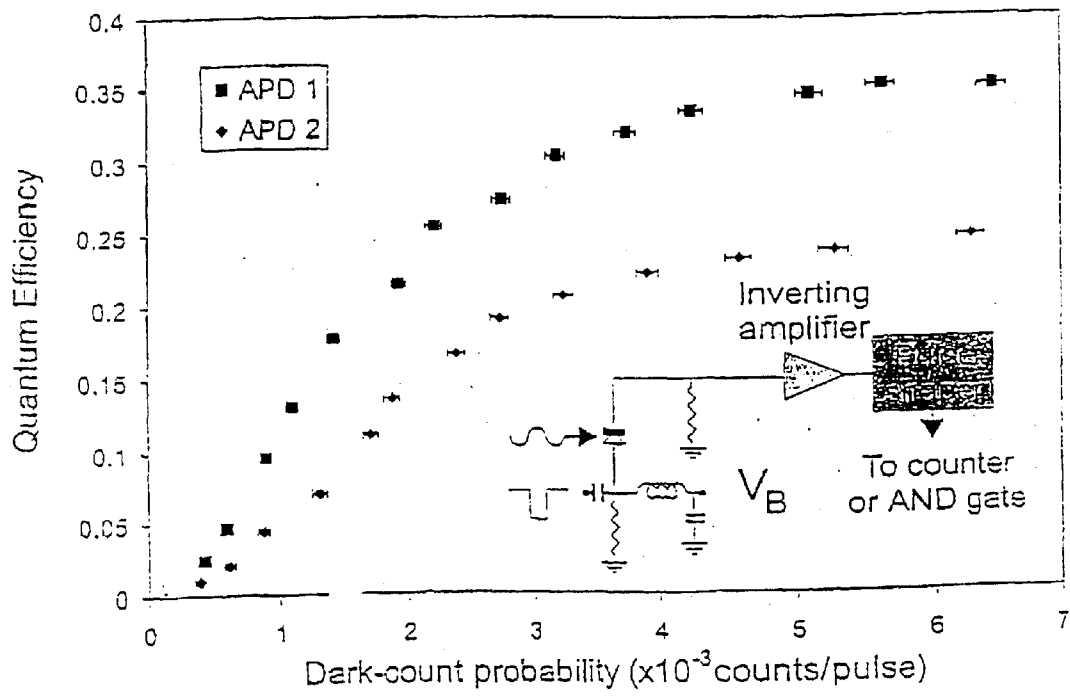 0.4
0.35
0.3
0.25
0.2
0.15
0.1
0.05
0
Quantum Efficiency
APD 1
APD 2
Inverting
amplifier
V_B
To counter
or AND gate
0 1 2 3 4 5 6 7
Dark-count probability (x10⁻³ counts/pulse)